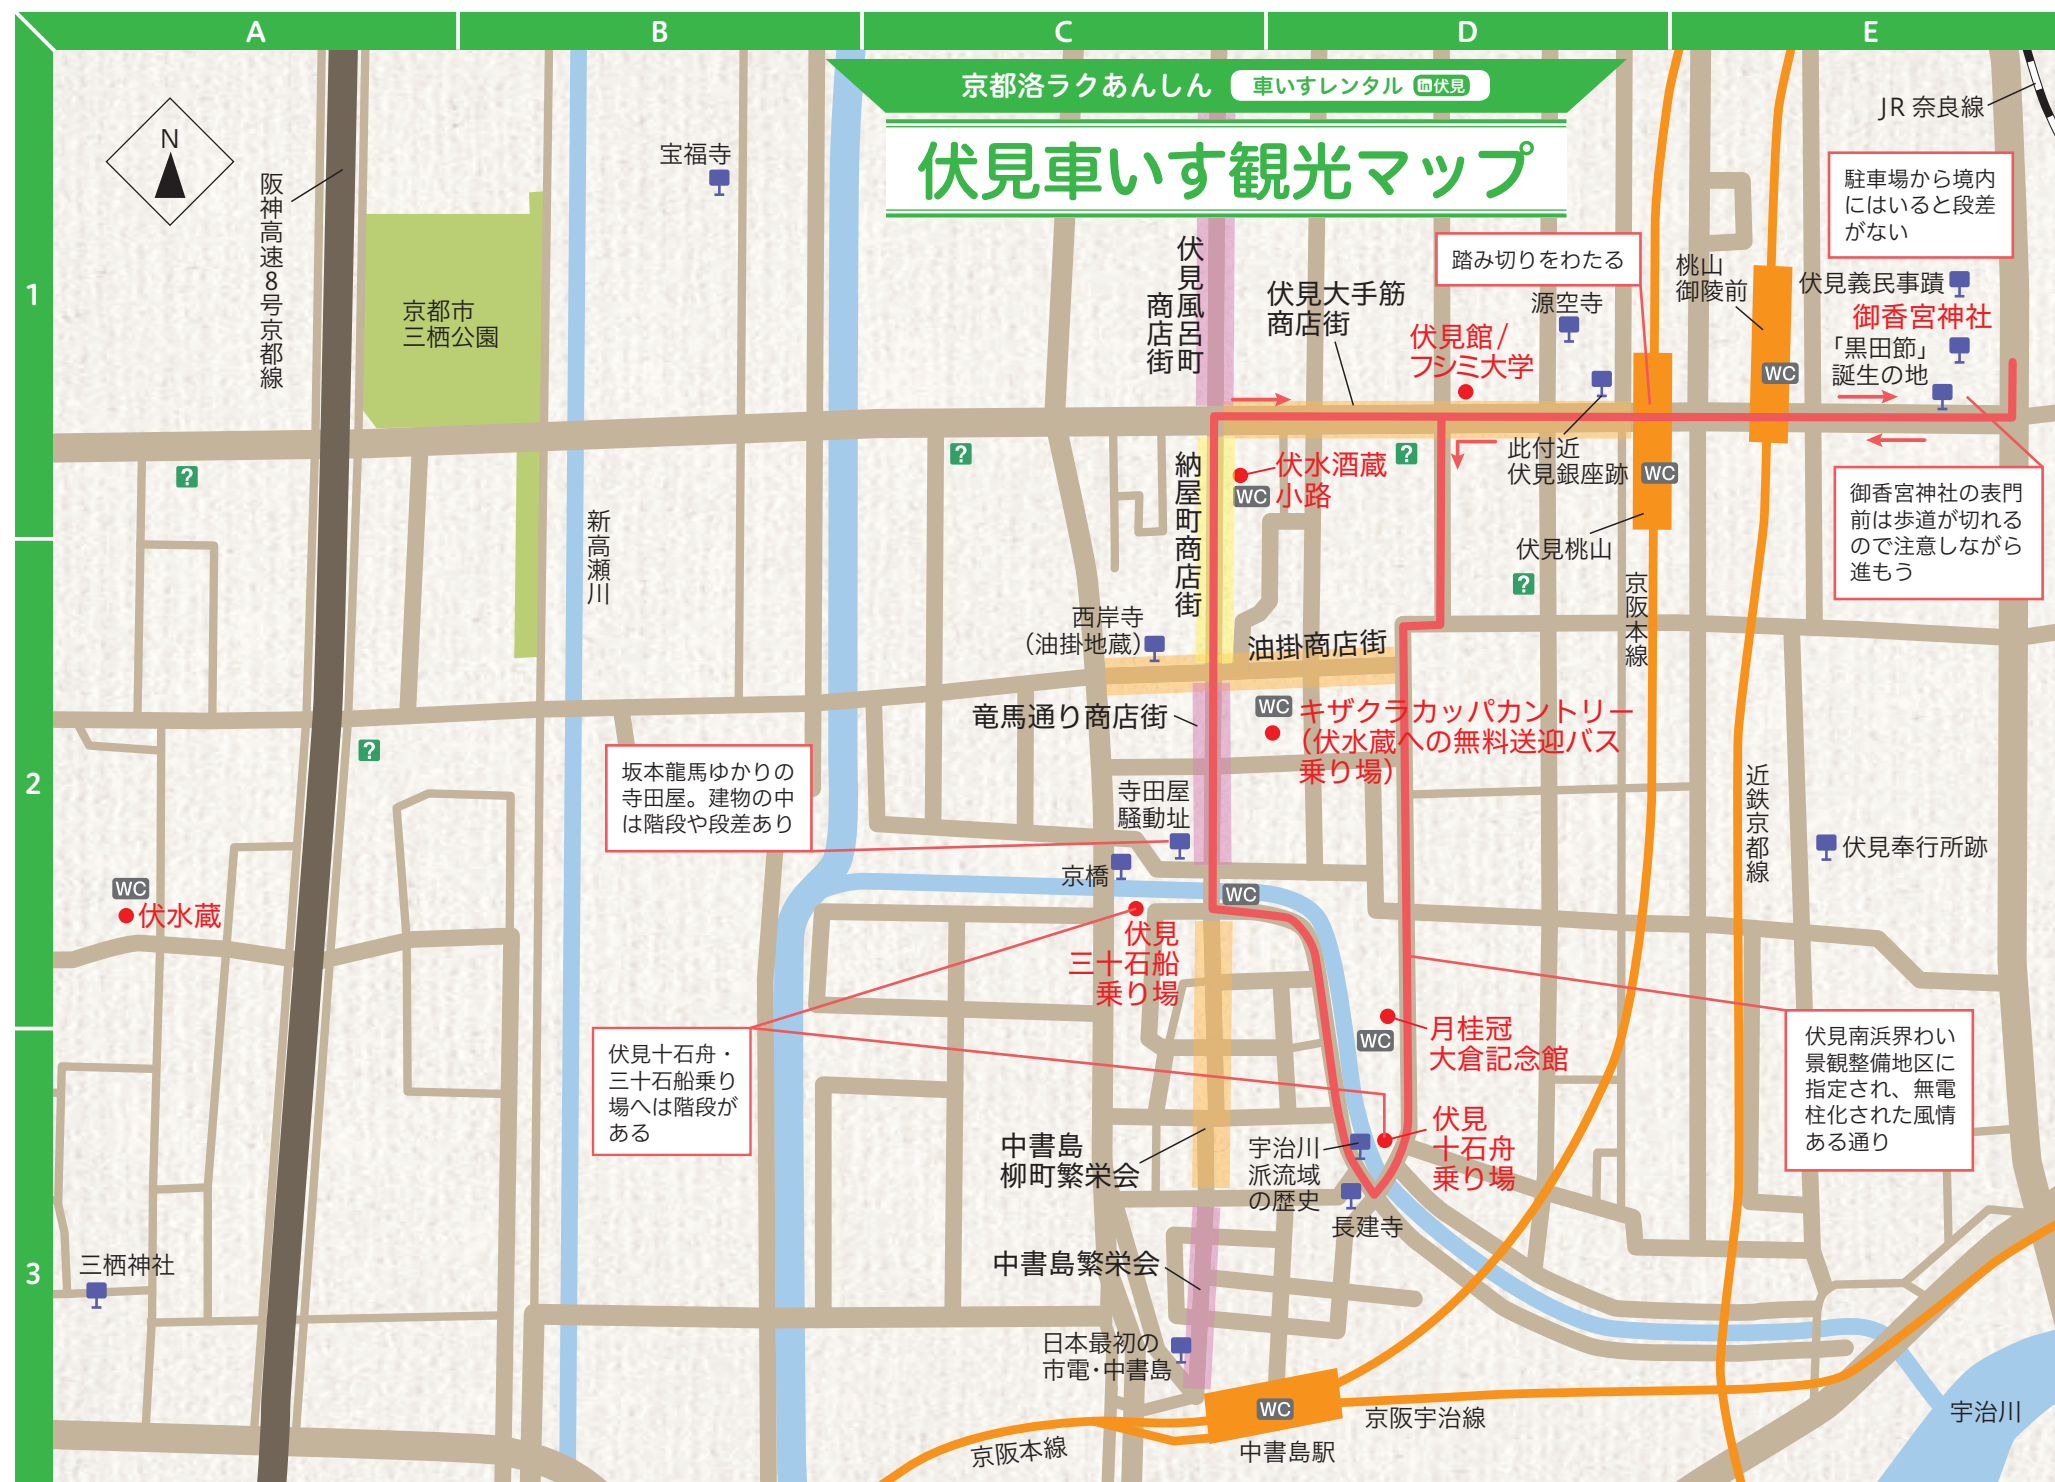 A
B
C
D
E
京都洛ラクあんしん
車いすレンタル in伏見
伏見車いす観光マップ
JR 奈良線
N
宝福寺
阪神高速8号京都線
駐車場から境内
にはいると段差
がない
伏見風呂町
商店街
踏み切りをわたる
桃山
御陵前
伏見義民事蹟
1
京都市
三栖公園
伏見大手筋
商店街
源空寺
御香宮神社
伏見館/
フシミ大学
「黒田節」
誕生の地
WC
?
?
納屋町商店街
伏水酒蔵
小路
WC
?
此付近
伏見銀座跡
WC
御香宮神社の表門
前は歩道が切れる
ので注意しながら
進もう
新高瀬川
伏見桃山
?
京阪本線
西岸寺
（油掛地蔵）
油掛商店街
竜馬通り商店街
WC
キザクラカッパカントリー
（伏水蔵への無料送迎バス
乗り場）
?
2
坂本龍馬ゆかりの
寺田屋。建物の中
は階段や段差あり
寺田屋
騒動址
近鉄京都線
伏見奉行所跡
京橋
WC
WC
伏水蔵
伏見
三十石船
乗り場
月桂冠
大倉記念館
WC
伏見十石舟・
三十石船乗り
場へは階段が
ある
伏見南浜界わい
景観整備地区に
指定され、無電
柱化された風情
ある通り
中書島
柳町繁栄会
宇治川
派流域
の歴史
伏見
十石舟
乗り場
長建寺
3
三栖神社
中書島繁栄会
日本最初の
市電・中書島
WC
京阪宇治線
宇治川
京阪本線
中書島駅